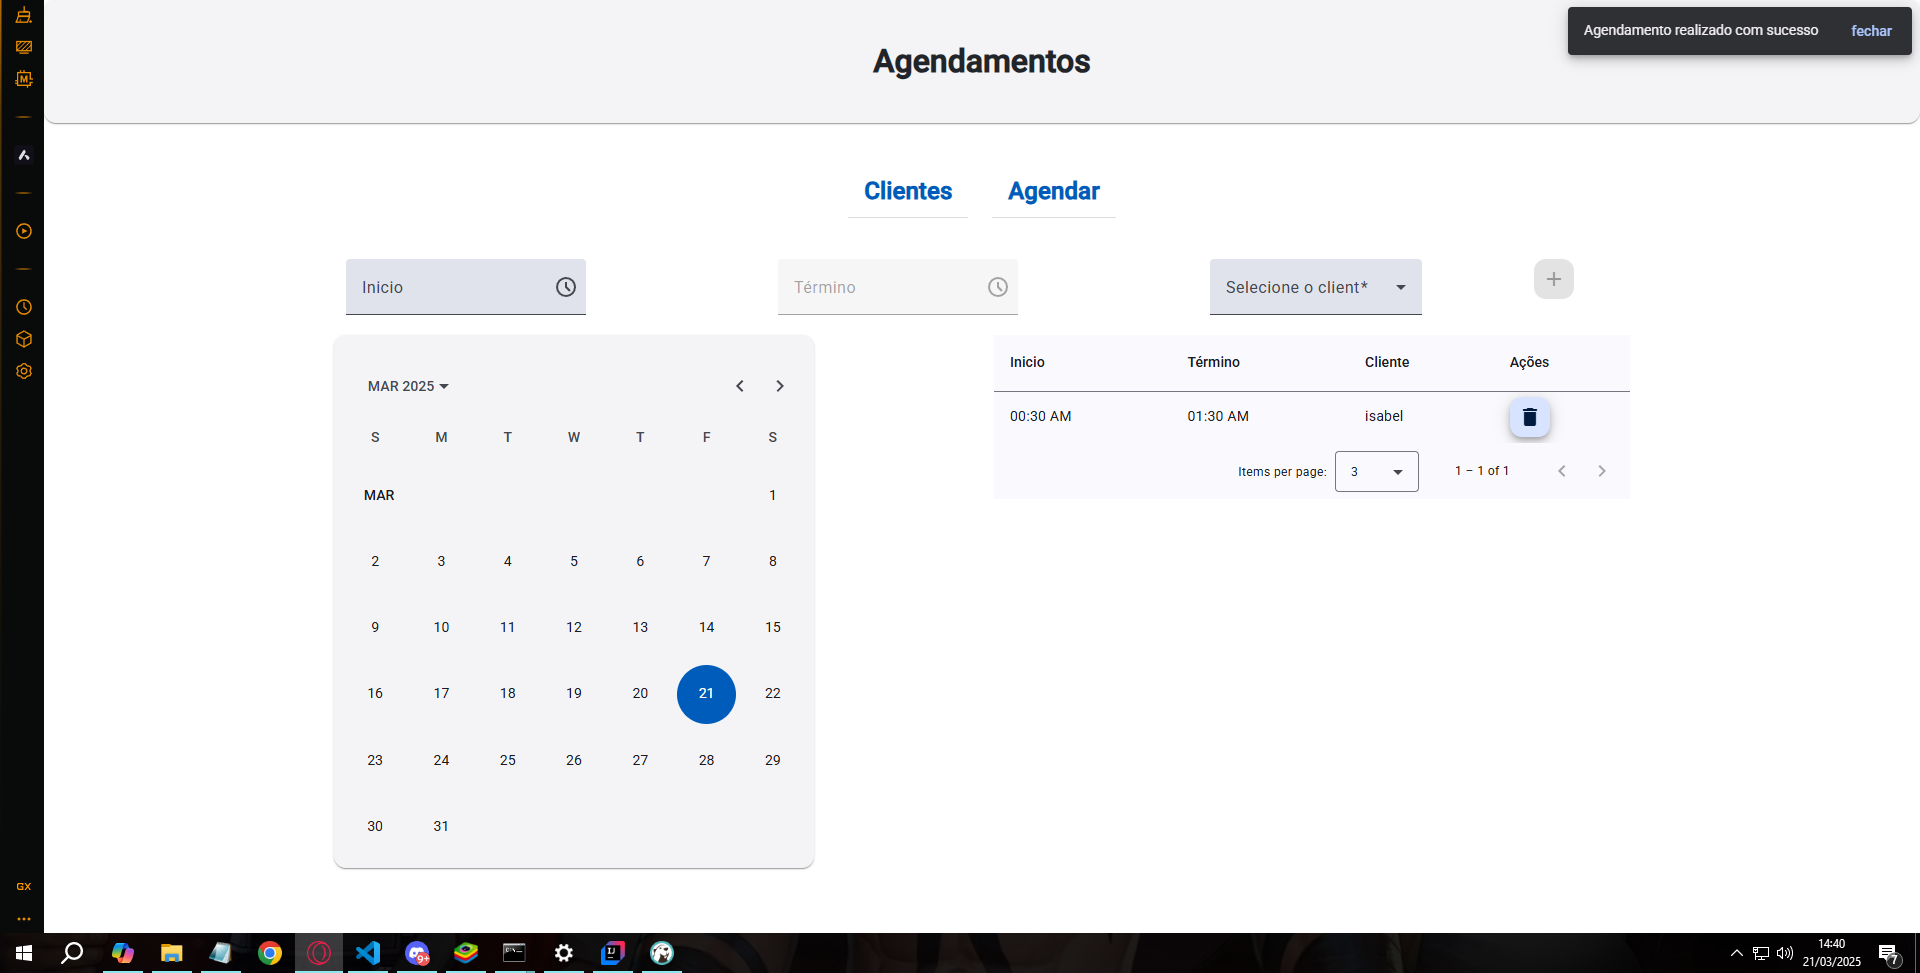 Agendamento realizado com sucesso fechar
Agendamentos
Clientes Agendar
Inicio Término Selecione o client*
MAR 2025
S M T W T F S
MAR 1
2 3 4 5 6 7 8
9 10 11 12 13 14 15
16 17 18 19 20 21 22
23 24 25 26 27 28 29
30 31
Inicio Término Cliente Ações
00:30 AM 01:30 AM isabel
Items per page: 3 1 – 1 of 1
M
GX
9+
IJ
14:40
21/03/2025
7